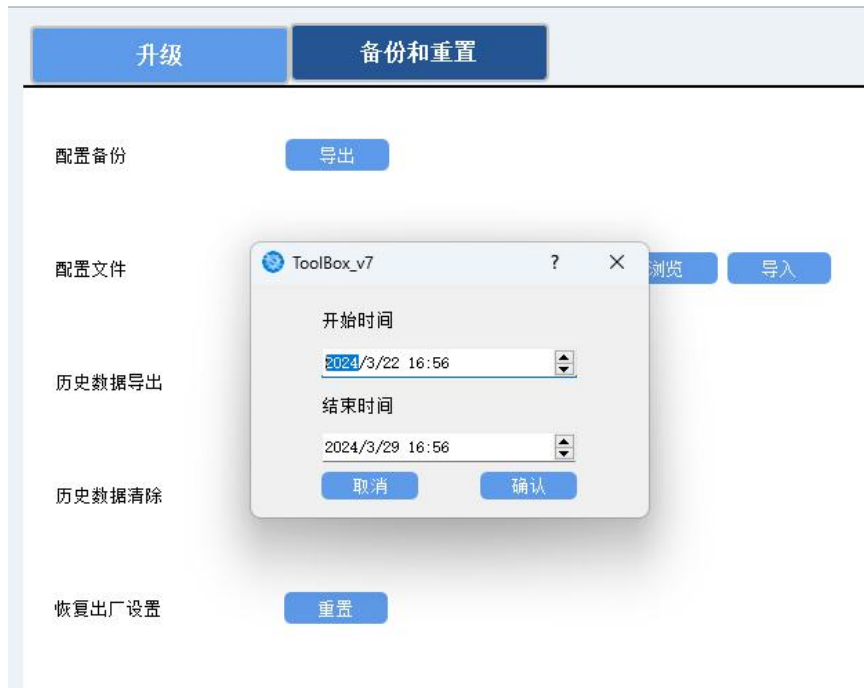 升级 备份和重置
配置备份 导出
ToolBox_v7 ?
配置文件 浏览 导入
开始时间
2024/3/22 16:56
历史数据导出
结束时间
2024/3/29 16:56
取消 确认
历史数据清除
恢复出厂设置 重置